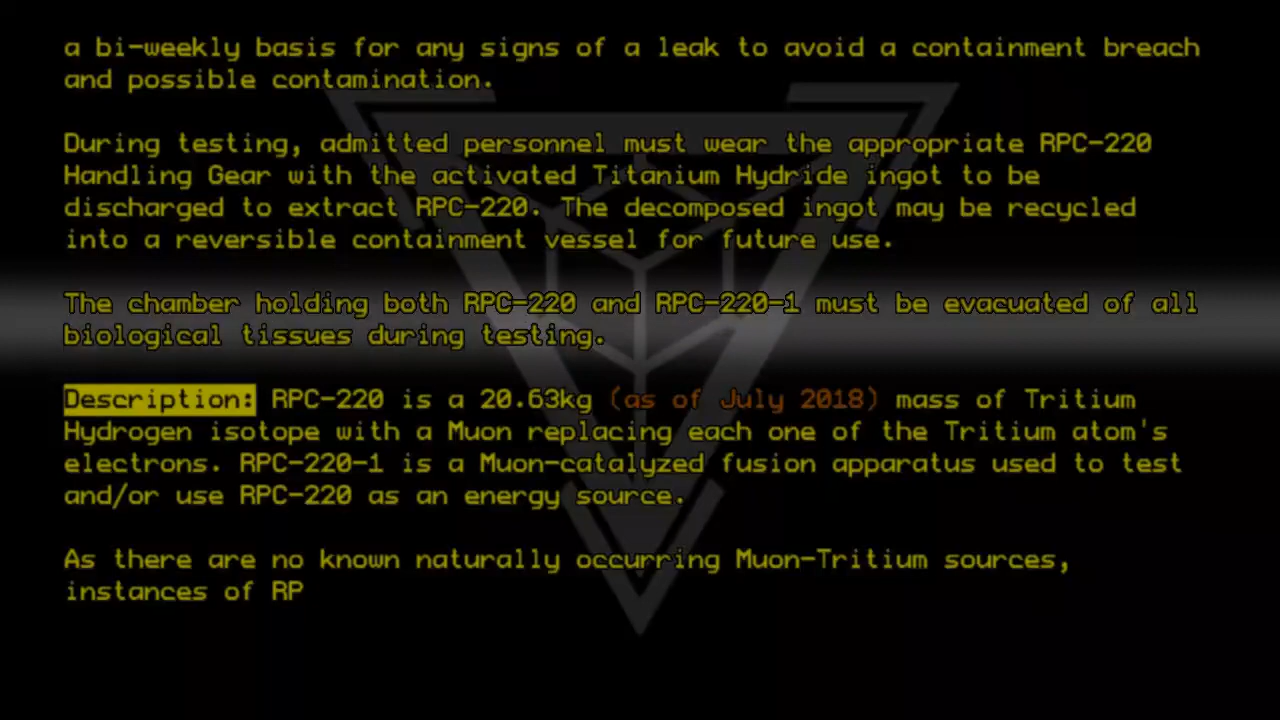 a bi-weekly basis for any signs of a leak to avoid a containment breach
and possible contamination.
During testing, admitted personnel must wear the appropriate RPC-220
Handling Gear with the activated Titanium Hydride ingot to be
discharged to extract RPC-220. The decomposed ingot may be recycled
into a reversible containment vessel for future use.
The chamber holding both RPC-220 and RPC-220-1 must be evacuated of all
biological tissues during testing.
Description: RPC-220 is a 20.63kg (as of July 2018) mass of Tritium
Hydrogen isotope with a Muon replacing each one of the Tritium atom's
electrons. RPC-220-1 is a Muon-catalyzed fusion apparatus used to test
and/or use RPC-220 as an energy source.
As there are no known naturally occurring Muon-Tritium sources,
instances of RP